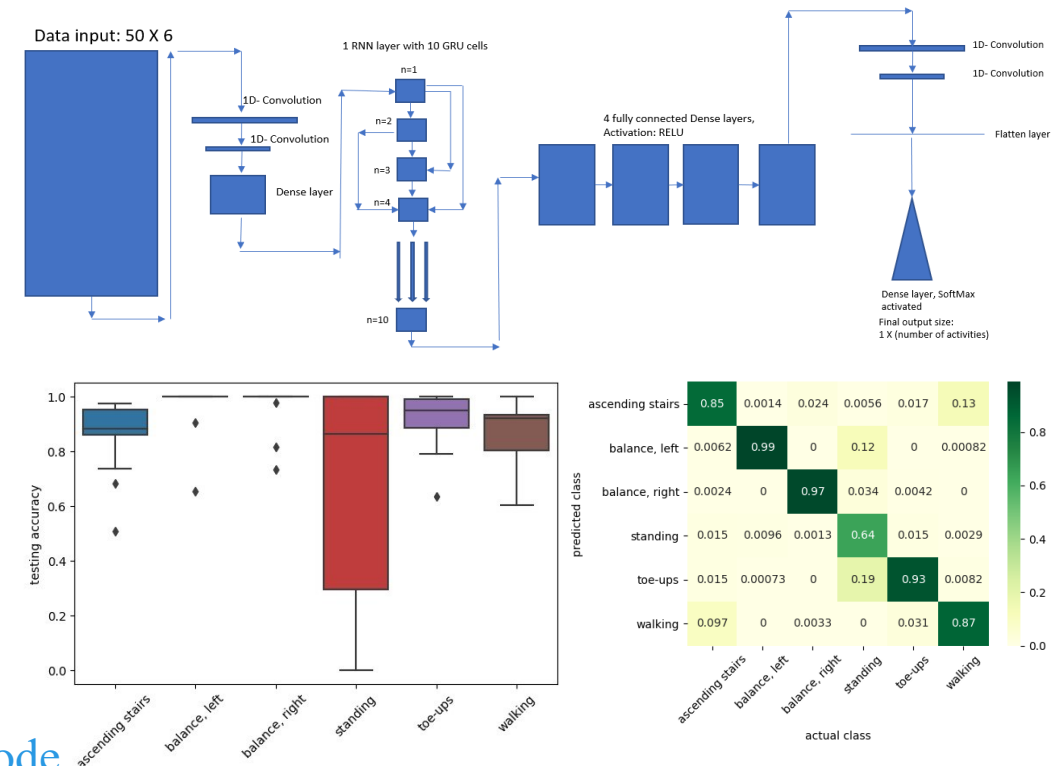 Data input: 50 X 6
1D- Convolution
1D- Convolution
Dense layer
1 RNN layer with 10 GRU cells
n=1
n=2
n=3
n=4
n=10
4 fully connected Dense layers,
Activation: RELU
1D- Convolution
1D- Convolution
Flatten layer
Dense layer, SoftMax
activated
Final output size:
1 X (number of activities)
testing accuracy
1.0
0.8
0.6
0.4
0.2
0.0
ascending stairs
balance, left
balance, right
standing
toe-ups
walking
predicted class
ascending stairs 0.85 0.0014 0.024 0.0056 0.017 0.13
balance, left 0.0062 0.99 0 0.12 0 0.00082
balance, right 0.0024 0 0.97 0.034 0.0042 0
standing 0.015 0.0096 0.0013 0.64 0.015 0.0029
toe-ups 0.015 0.00073 0 0.19 0.93 0.0082
walking 0.097 0 0.0033 0 0.031 0.87
ascending stairs
balance, left
balance, right
standing
toe-ups
walking
actual class
0.8
0.6
0.4
0.2
0.0
ode